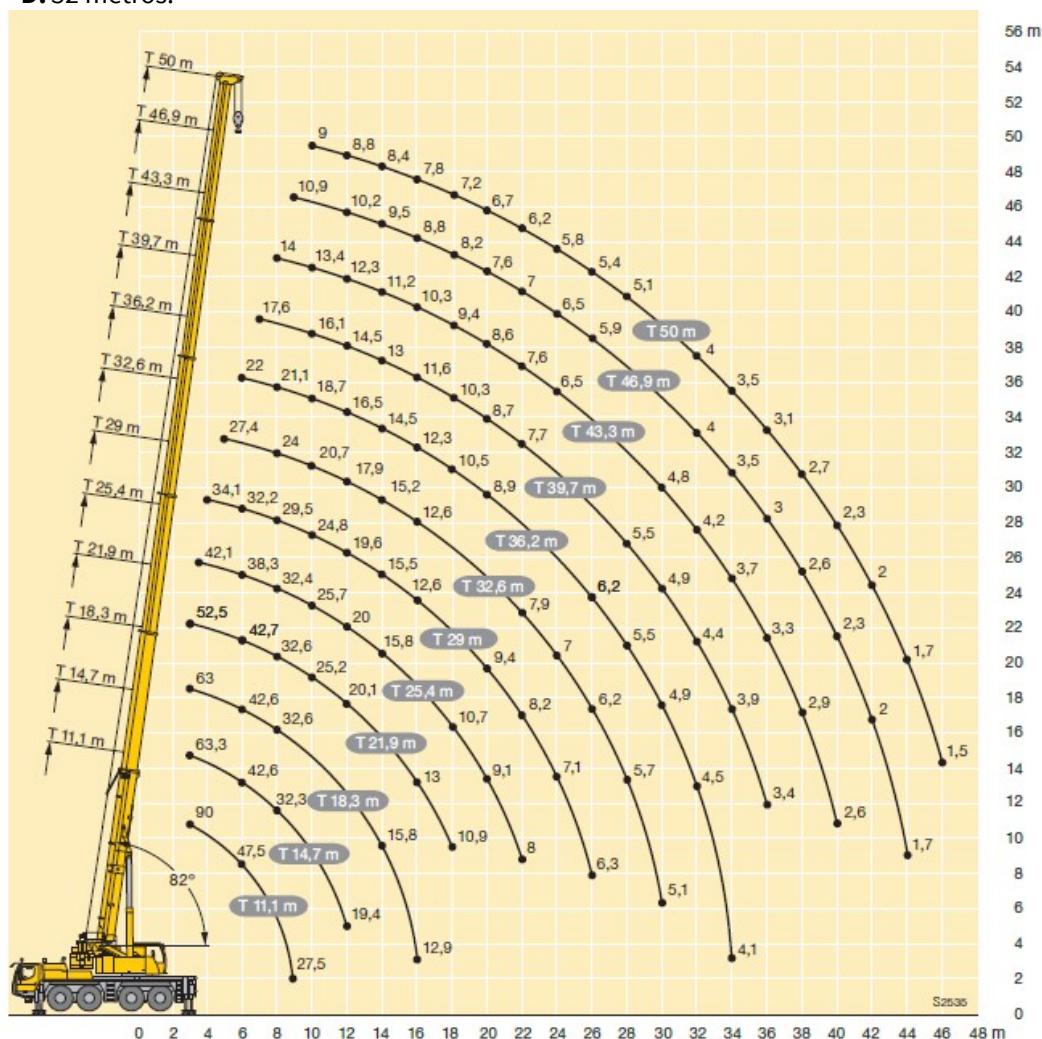 metros.
T 50 m
T 46,9 m
T 43,3 m
T 39,7 m
T 36,2 m
T 32,6 m
T 29 m
T 25,4 m
T 21,9 m
T 18,3 m
T 14,7 m
T 11,1 m
82°
9 8,8 8,4 7,8 7,2 6,7 6,2 5,8 5,4 5,1 T 50 m 4 3,5 3,1 2,7 2,3 2 1,7 1,5
10,9 10,2 9,5 8,8 8,2 7,6 7 6,5 5,9 T 46,9 m 4 3,5 3 2,6 2,3 2 1,7
14 13,4 12,3 11,2 10,3 9,4 8,6 7,6 6,5 T 43,3 m 4,8 4,2 3,7 3,3 2,9 2,6
17,6 16,1 14,5 13 11,6 10,3 8,7 7,7 T 39,7 m 5,5 4,9 4,4 3,9 3,4
22 21,1 18,7 16,5 14,5 12,3 10,5 8,9 T 36,2 m 6,2 5,5 4,9 4,5 4,1
27,4 24 20,7 17,9 15,2 12,6 T 32,6 m 7,9 7 6,2 5,7 5,1
34,1 32,2 29,5 24,8 19,6 15,5 12,6 T 29 m 9,4 8,2 7,1 6,3
42,1 38,3 32,4 25,7 20 15,8 T 25,4 m 10,7 9,1 8
52,5 42,7 32,6 25,2 20,1 T 21,9 m 13 10,9
63 42,6 32,6 T 18,3 m 15,8 12,9
63,3 42,6 32,3 T 14,7 m 19,4
90 47,5 T 11,1 m 27,5
56 m
54
52
50
48
46
44
42
40
38
36
34
32
30
28
26
24
22
20
18
16
14
12
10
8
6
4
2
0
S2535
0 2 4 6 8 10 12 14 16 18 20 22 24 26 28 30 32 34 36 38 40 42 44 46 48 m